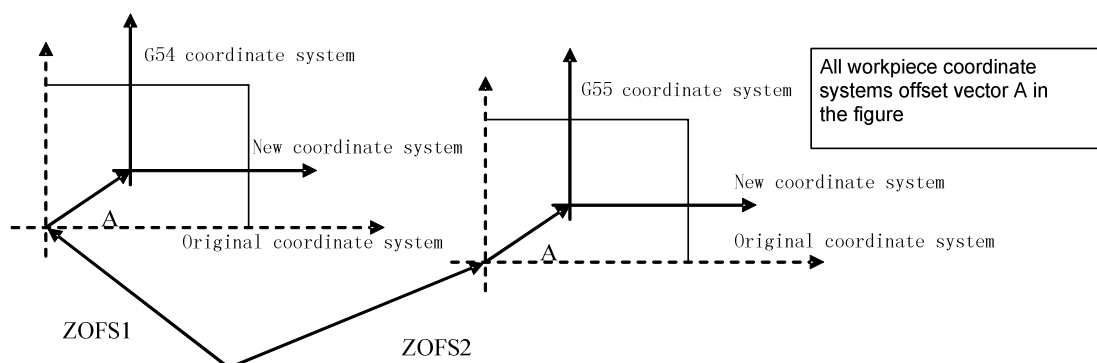 G54 coordinate system
G55 coordinate system
All workpiece coordinate
systems offset vector A in
the figure
New coordinate system
New coordinate system
A
Original coordinate system
A
Original coordinate system
ZOFS1
ZOFS2